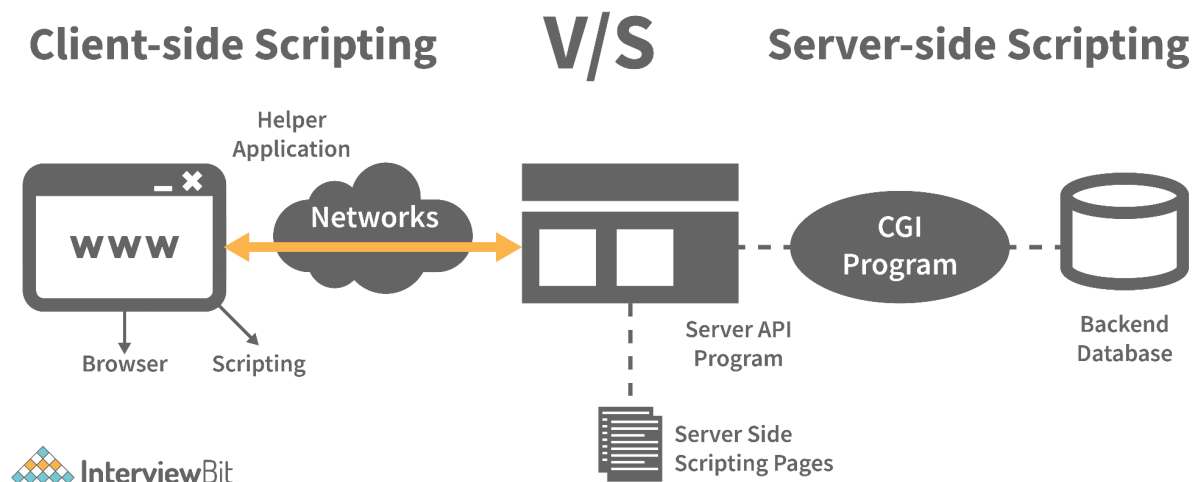 Client-side Scripting
V/S
Server-side Scripting
Helper
Application
Networks
www
Browser
Scripting
CGI
Program
Server API
Program
Backend
Database
Server Side
Scripting Pages
InterviewBit